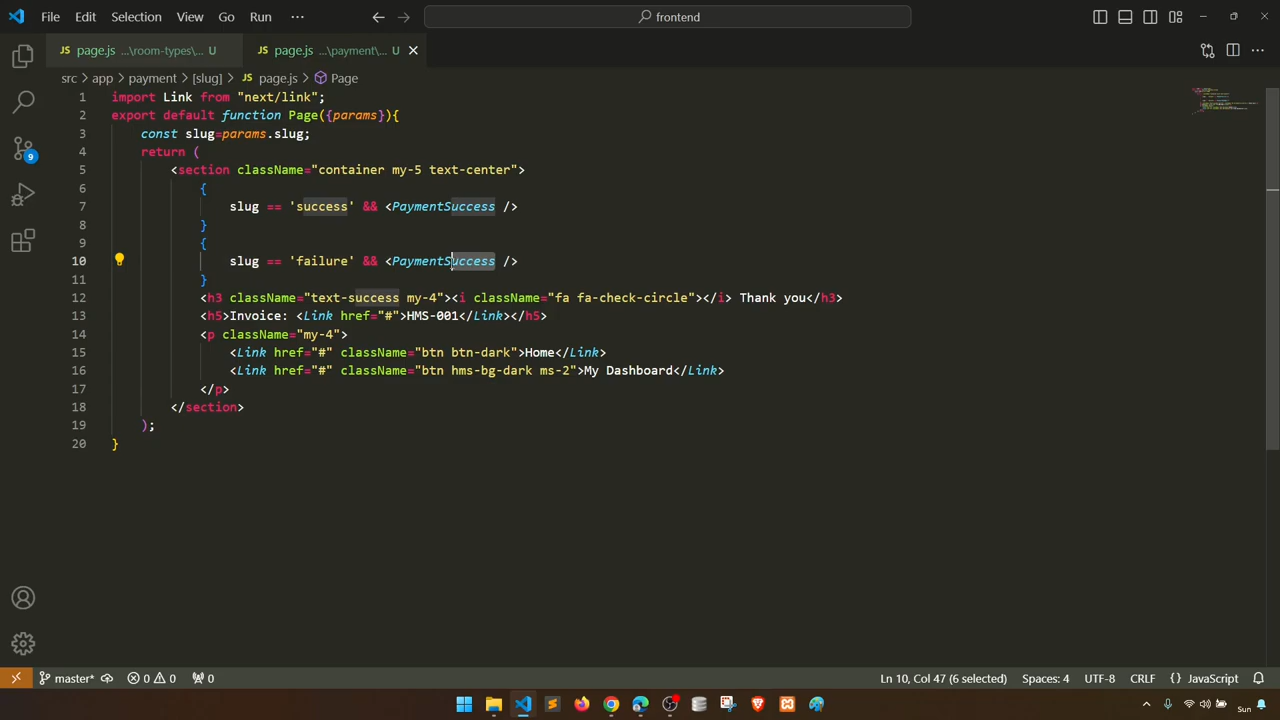 File Edit Selection View Go Run ··· frontend
JS page.js ...\room-types\... U JS page.js ...\payment\... U
src > app > payment > [slug] > JS page.js > Page
1 import Link from "next/link";
2 export default function Page({params}){
3 const slug=params.slug;
4 return (
5 <section className="container my-5 text-center">
6 {
7 slug == 'success' && <PaymentSuccess />
8 }
9 {
10 slug == 'failure' && <PaymentSuccess />
11 }
12 <h3 className="text-success my-4"><i className="fa fa-check-circle"></i> Thank you</h3>
13 <h5>Invoice: <Link href="#">HMS-001</Link></h5>
14 <p className="my-4">
15 <Link href="#" className="btn btn-dark">Home</Link>
16 <Link href="#" className="btn hms-bg-dark ms-2">My Dashboard</Link>
17 </p>
18 </section>
19 );
20 }
9
master* 0 0 0 Ln 10, Col 47 (6 selected) Spaces: 4 UTF-8 CRLF {} JavaScript
Sun